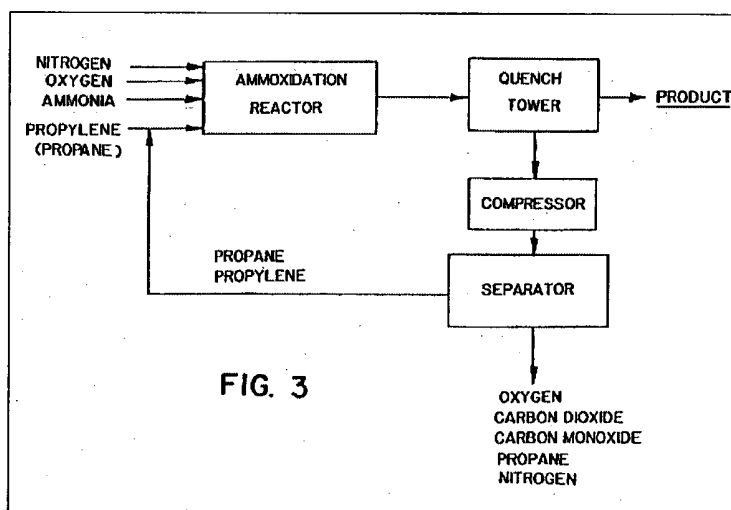 NITROGEN
OXYGEN
AMMONIA
PROPYLENE
(PROPANE)
AMMOXIDATION
REACTOR
QUENCH
TOWER
PRODUCT
COMPRESSOR
PROPANE
PROPYLENE
SEPARATOR
FIG. 3
OXYGEN
CARBON DIOXIDE
CARBON MONOXIDE
PROPANE
NITROGEN